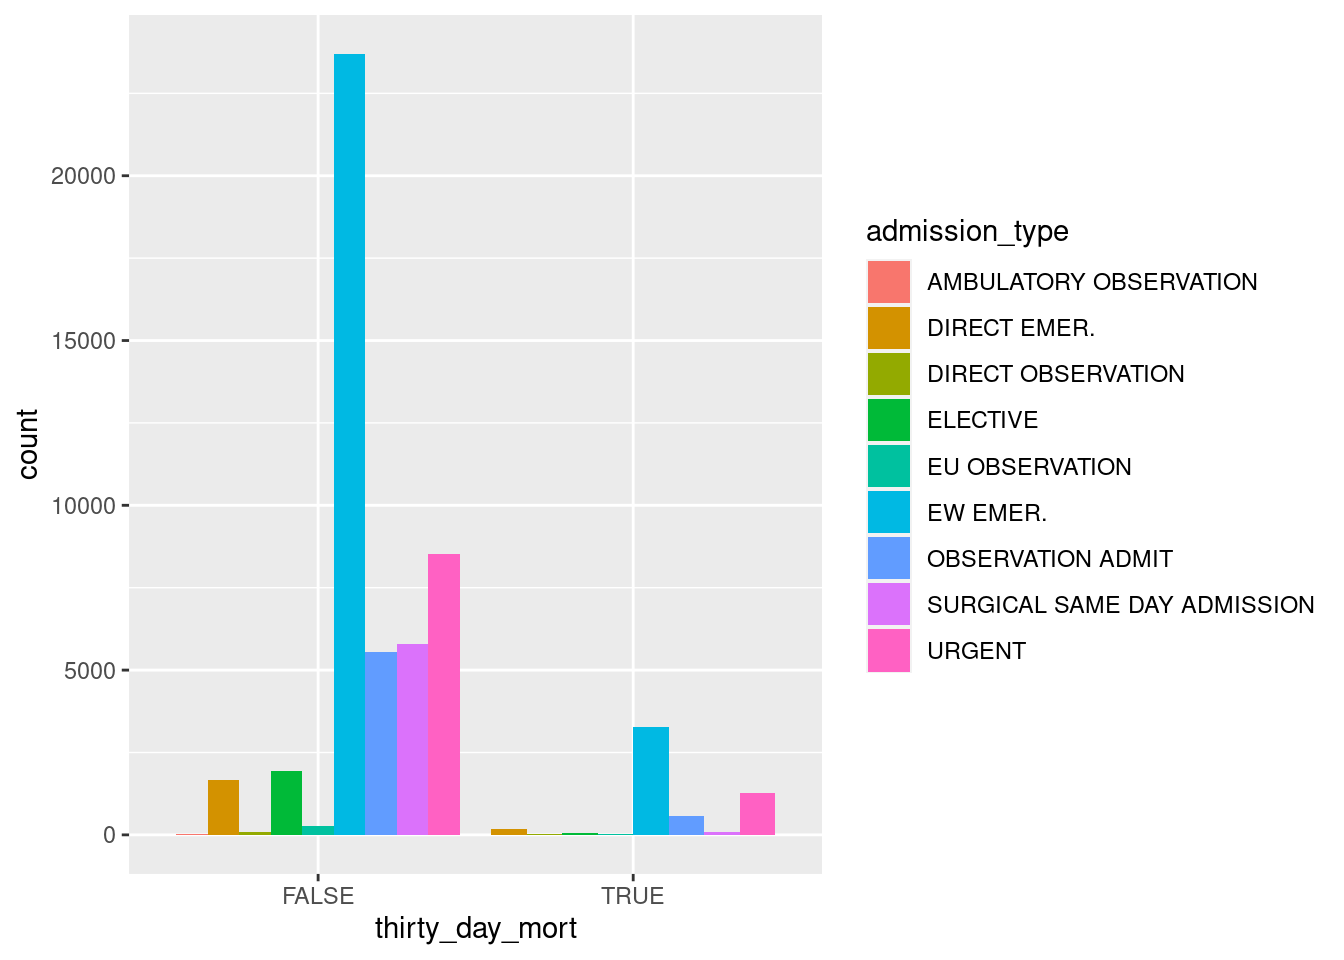 20000
15000
10000
5000
0
count
FALSE
TRUE
thirty_day_mort
admission_type
AMBULATORY OBSERVATION
DIRECT EMER.
DIRECT OBSERVATION
ELECTIVE
EU OBSERVATION
EW EMER.
OBSERVATION ADMIT
SURGICAL SAME DAY ADMISSION
URGENT